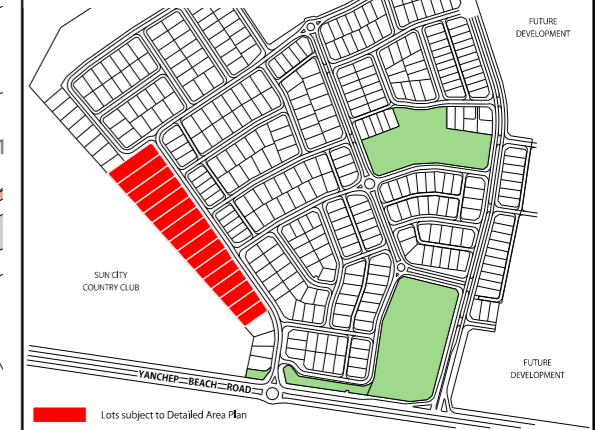 FUTURE
DEVELOPMENT
SUN CITY
COUNTRY CLUB
FUTURE
DEVELOPMENT
YANCHEP BEACH ROAD
Lots subject to Detailed Area Plan